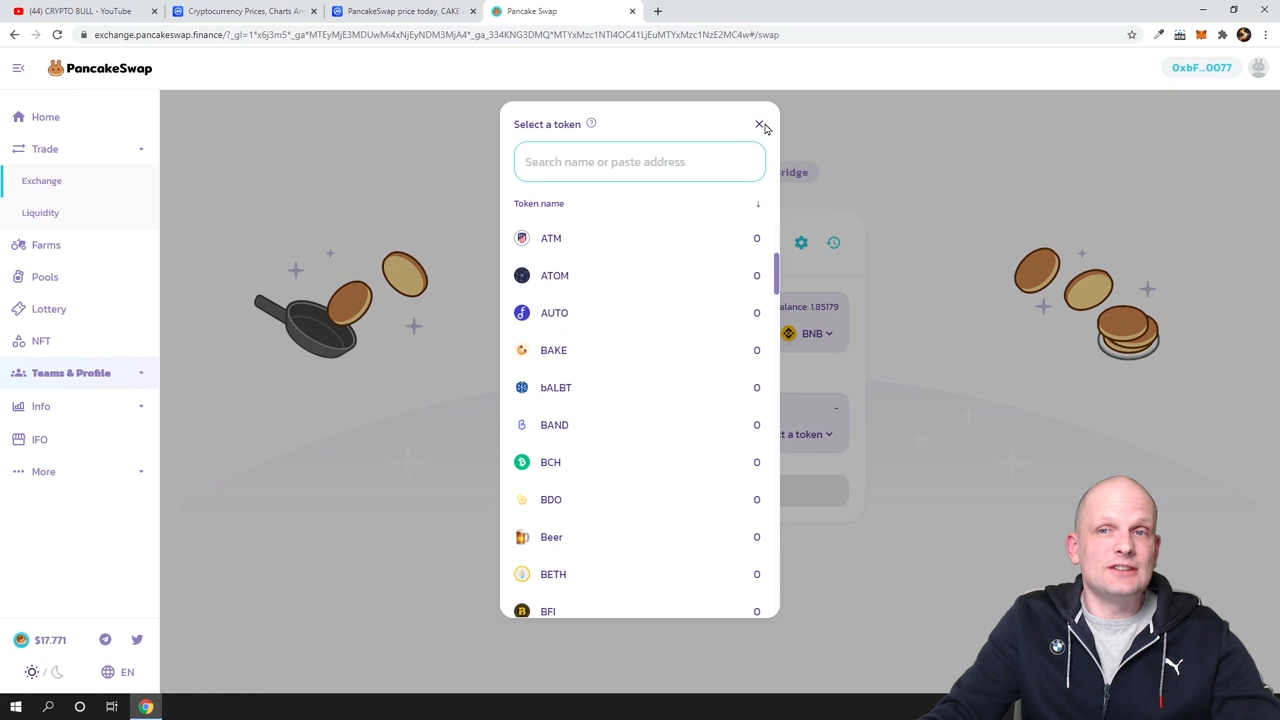 (44) CRYPTO BULL - YouTube
Cryptocurrency Prices, Charts An
PancakeSwap price today, CAKE
Pancake Swap
exchange.pancakeswap.finance/?_gl=1*x6j3m5*_ga*MTEyMjE3MDUwMi4xNjEyNDM3MjA4*_ga_334KNG3DMQ*MTYxMzc1NTI4OC41LjEuMTYxMzc1NzE2MC4w#/swap
PancakeSwap
0xbF...0077
Home
Trade
Exchange
Liquidity
Farms
Pools
Lottery
NFT
Teams & Profile
Info
IFO
More
$17.771
EN
Select a token
Search name or paste address
Token name
ATM 0
ATOM 0
AUTO 0
BAKE 0
bALBT 0
BAND 0
BCH 0
BDO 0
Beer 0
BETH 0
BFI 0
ridge
alance: 1.85179
BNB
-
ct a token
BMW